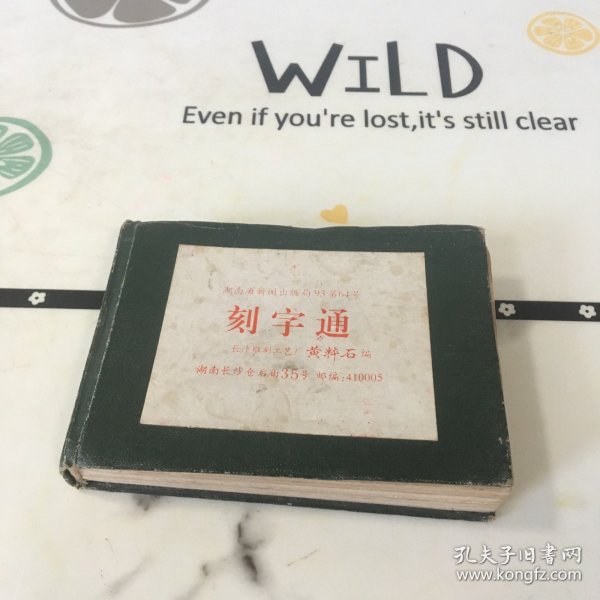 WILD
Even if you're lost,it's still clear
湖南省新闻出版局93第64号
刻字通
长沙雕刻工艺厂 黄粹石 编
湖南长沙仓后街35号 邮编:410005
孔夫子旧书网
www.kongfz.com